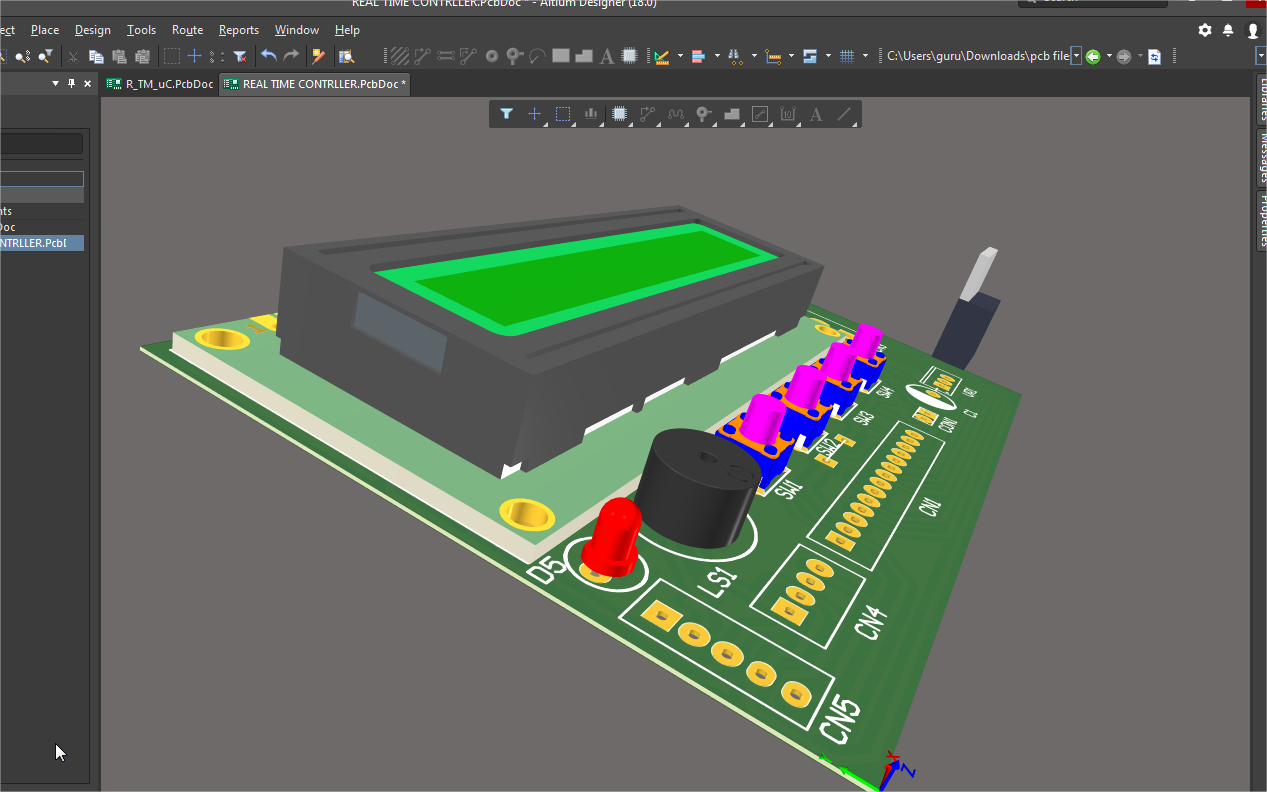 REAL TIME CONTRLLER.PcbDoc * - Altium Designer (18.0)
ect Place Design Tools Route Reports Window Help
C:\Users\guru\Downloads\pcb file
R_TM_uC.PcbDoc
REAL TIME CONTRLLER.PcbDoc *
A
A
Libraries
Messages
Properties
nts
Doc
NTRLLER.Pcbl
SW4
SW3
SW2
SW1
C2
CON1
CN1
D5
LS1
CN4
CN5
X
Z